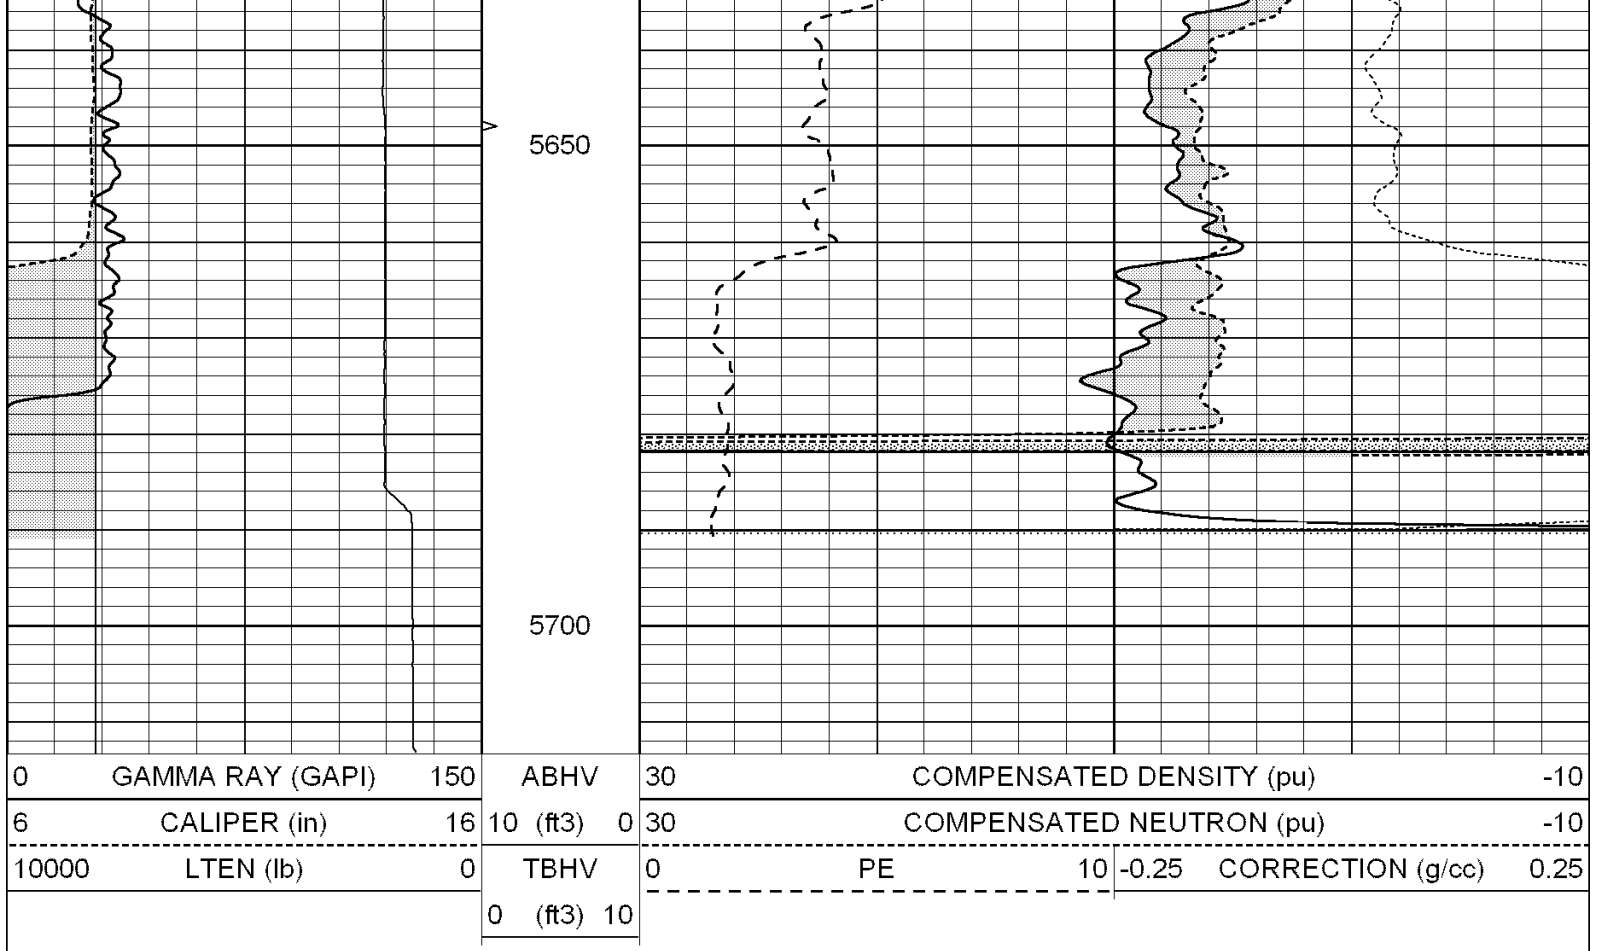 5650
5700
0 GAMMA RAY (GAPI) 150 ABHV 30 COMPENSATED DENSITY (pu) -10
6 CALIPER (in) 16 10 (ft3) 0 30 COMPENSATED NEUTRON (pu) -10
10000 LTEN (lb) 0 TBHV 0 PE 10 -0.25 CORRECTION (g/cc) 0.25
0 (ft3) 10